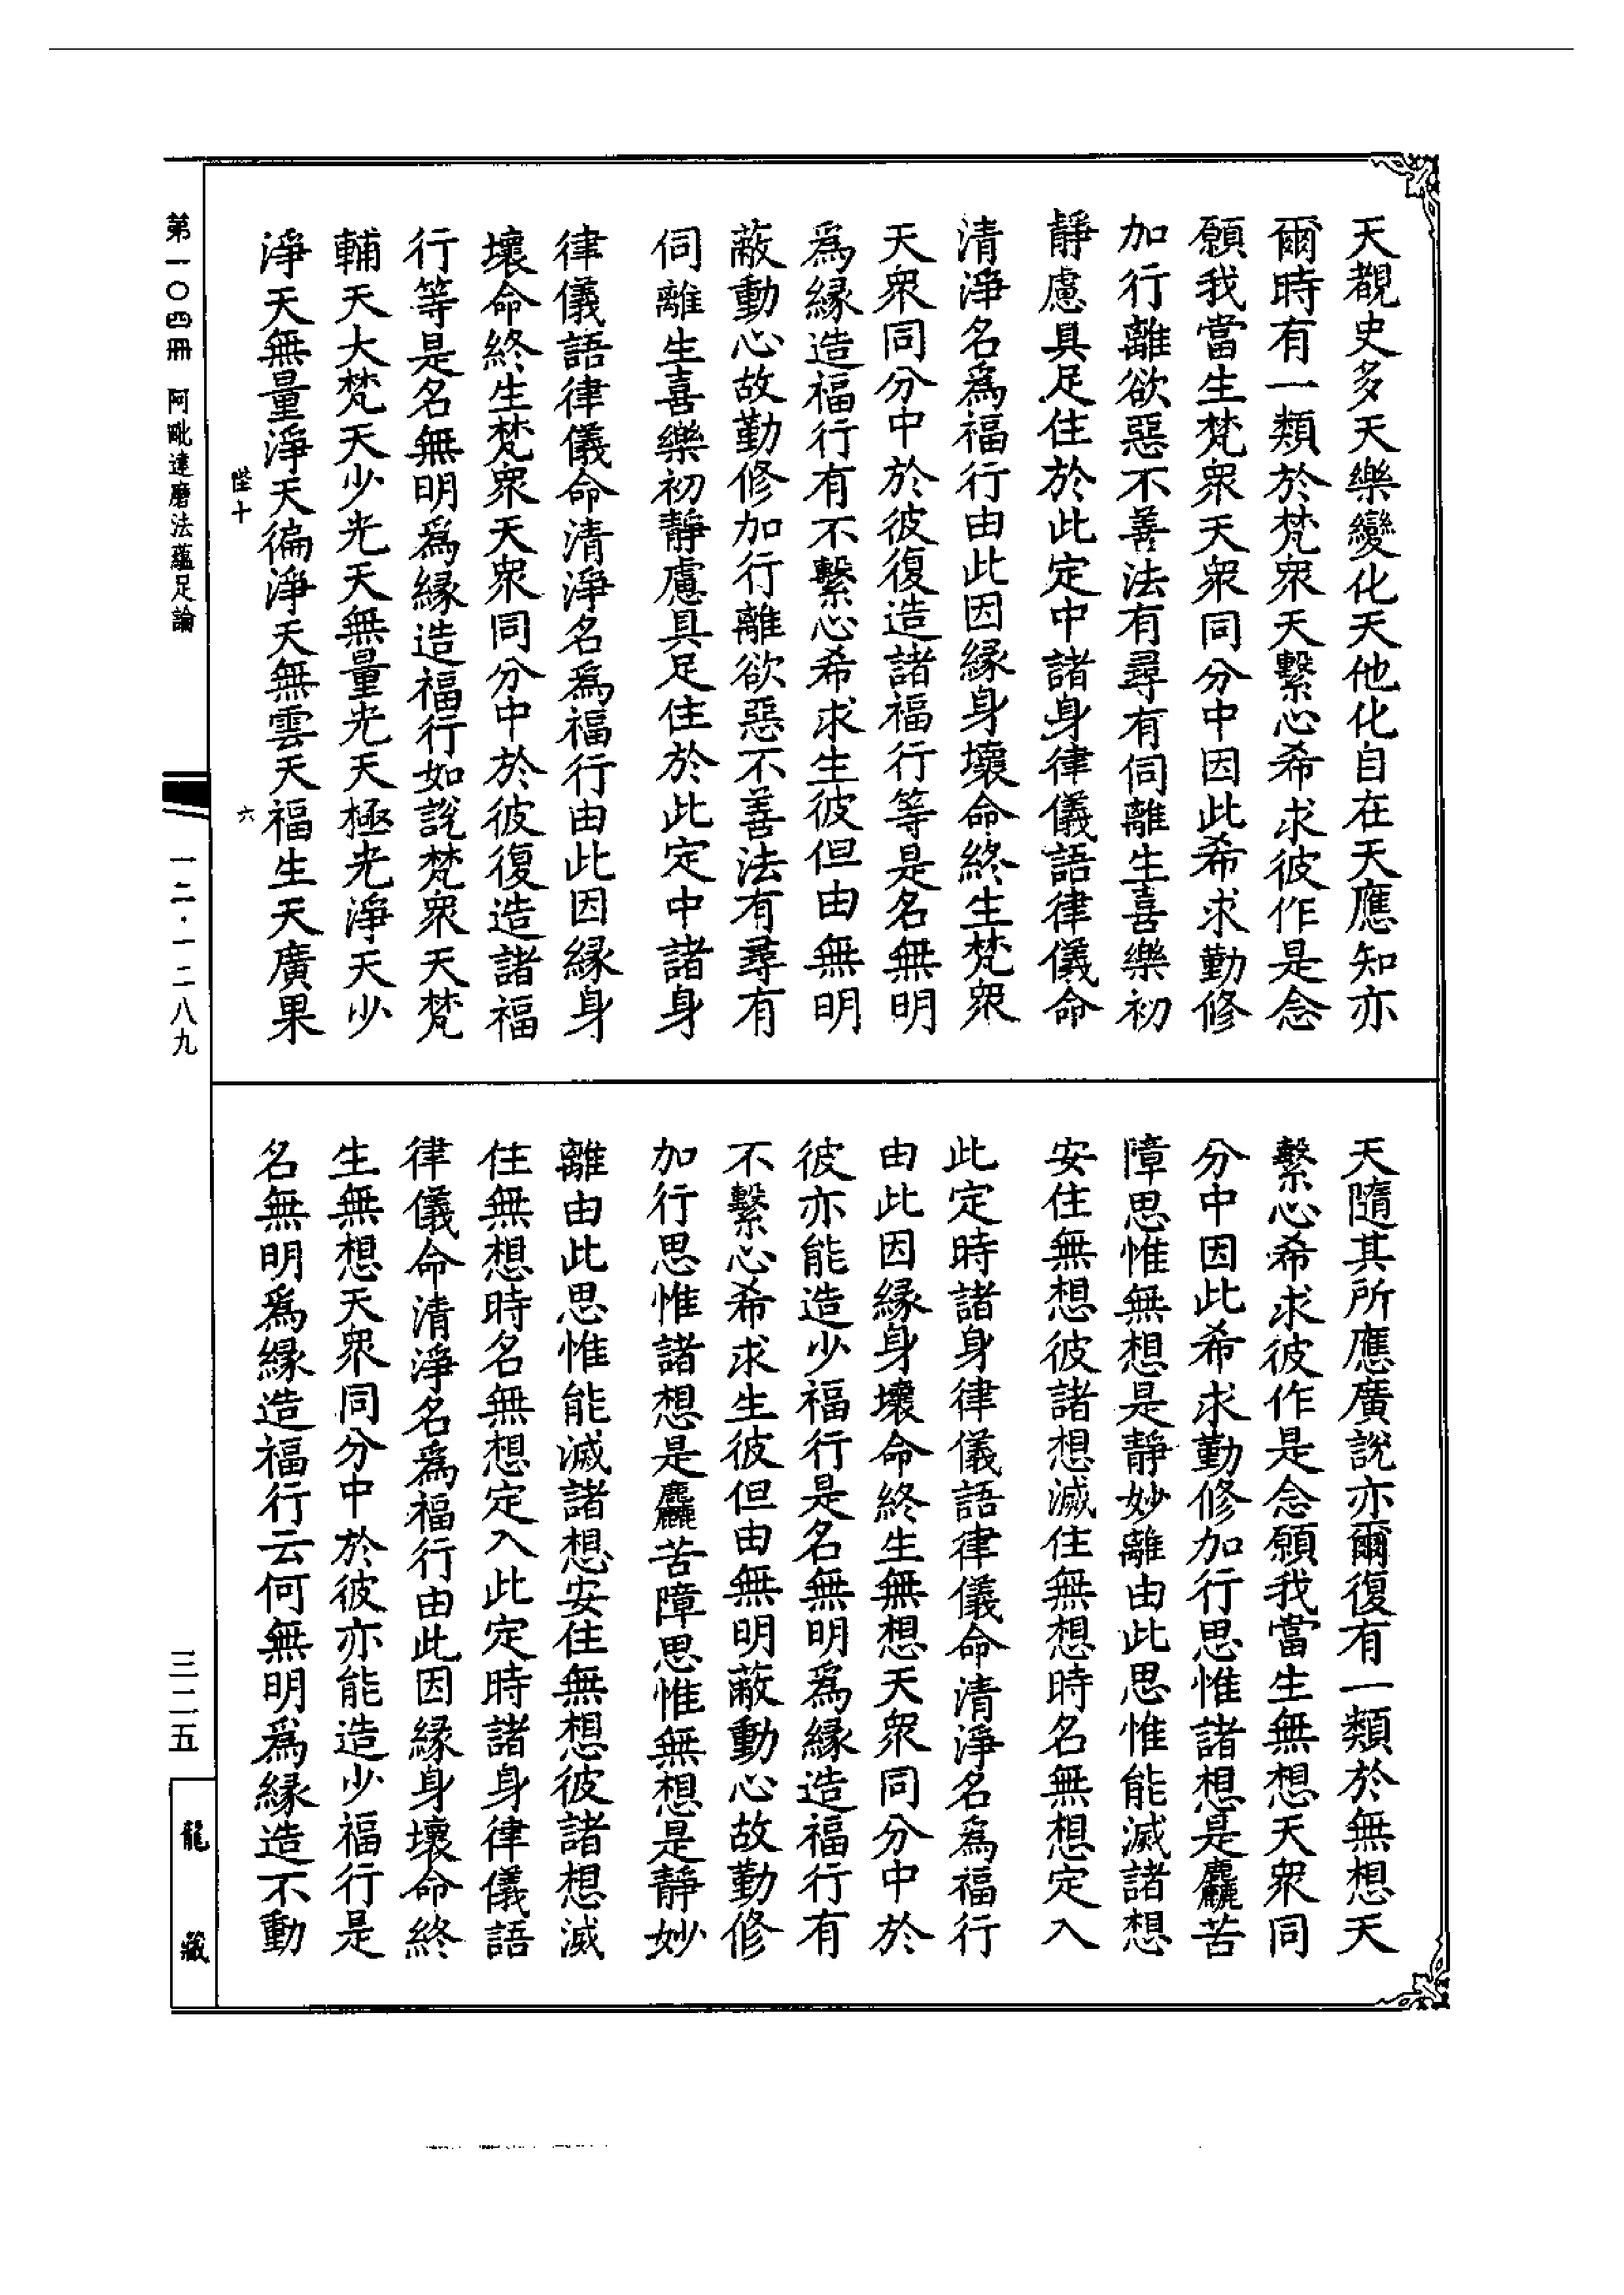 天覩史多天樂變化天他化自在天應知亦
爾時有一類於梵衆天繫心希求彼作是念
願我當生梵衆天衆同分中因此希求勤修
加行離欲惡不善法有尋有伺離生喜樂初
靜慮具足住於此定中諸身律儀語律儀命
清淨名爲福行由此因緣身壞命終生梵衆
天衆同分中於彼復造諸福行等是名無明
爲緣造福行有不繫心希求生彼但由無明
蔽動心故勤修加行離欲惡不善法有尋有
伺離生喜樂初靜慮具足住於此定中諸身
律儀語律儀命清淨名爲福行由此因緣身
壞命終生梵衆天衆同分中於彼復造諸福
行等是名無明爲緣造福行如說梵衆天梵
輔天大梵天少光天無量光天極光淨天少
淨天無量淨天徧淨天無雲天福生天廣果
天隨其所應廣說亦爾復有一類於無想天
繫心希求彼作是念願我當生無想天衆同
分中因此希求勤修加行思惟諸想是麤苦
障思惟無想是靜妙離由此思惟能滅諸想
安住無想彼諸想滅住無想時名無想定入
此定時諸身律儀語律儀命清淨名爲福行
由此因緣身壞命終生無想天衆同分中於
彼亦能造少福行是名無明爲緣造福行有
不繫心希求生彼但由無明蔽動心故勤修
加行思惟諸想是麤苦障思惟無想是靜妙
離由此思惟能滅諸想安住無想彼諸想滅
住無想時名無想定入此定時諸身律儀語
律儀命清淨名爲福行由此因緣身壞命終
生無想天衆同分中於彼亦能造少福行是
名無明爲緣造福行云何無明爲緣造不動
第一〇四冊 阿毗達磨法蘊足論
十
六
一二·一二八九
三二五
龍藏